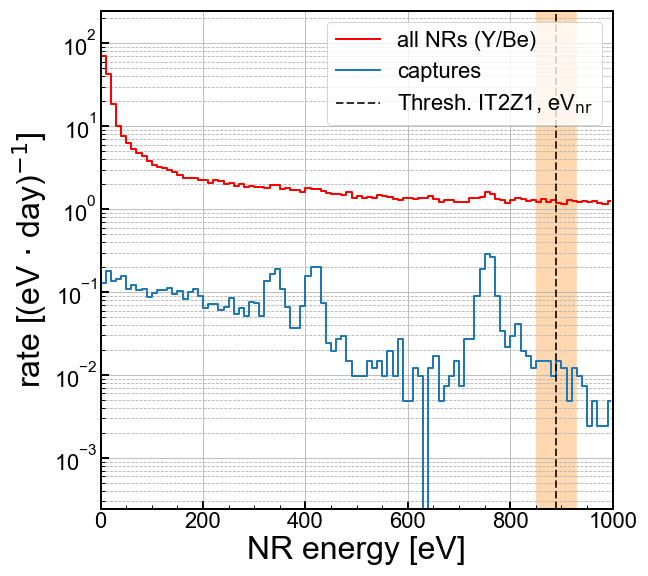 all NRs (Y/Be)
captures
Thresh. IT2Z1, eV_nr
rate [(eV · day)⁻¹]
10²
10¹
10⁰
10⁻¹
10⁻²
10⁻³
0 200 400 600 800 1000
NR energy [eV]